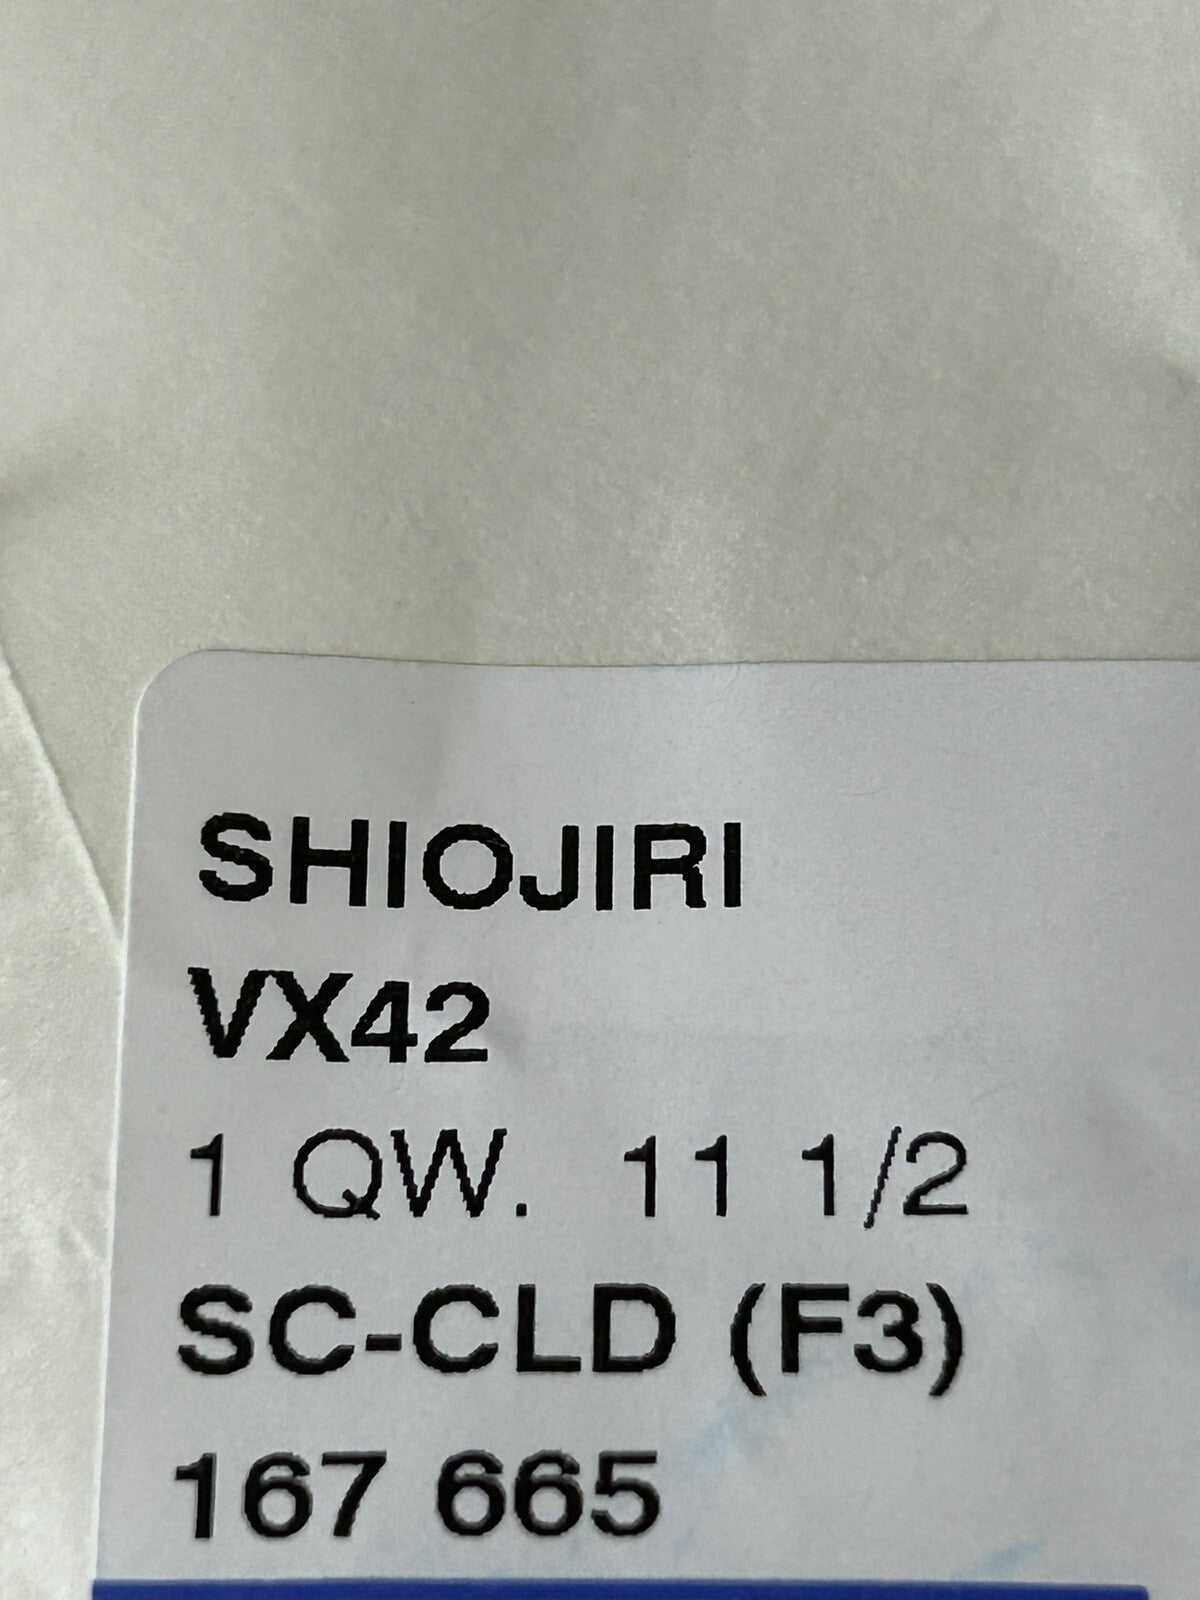 SHIOJIRI
VX42
1 QW. 11 1/2
SC-CLD (F3)
167 665